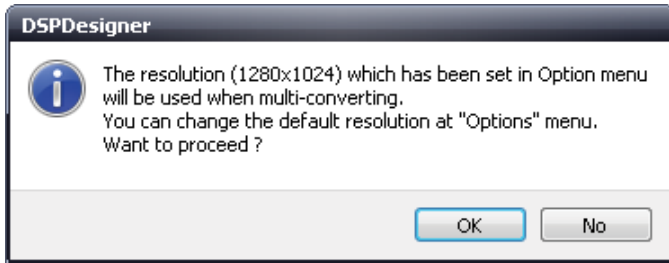 DSPDesigner
The resolution (1280x1024) which has been set in Option menu
will be used when multi-converting.
You can change the default resolution at "Options" menu.
Want to proceed ?
OK
No